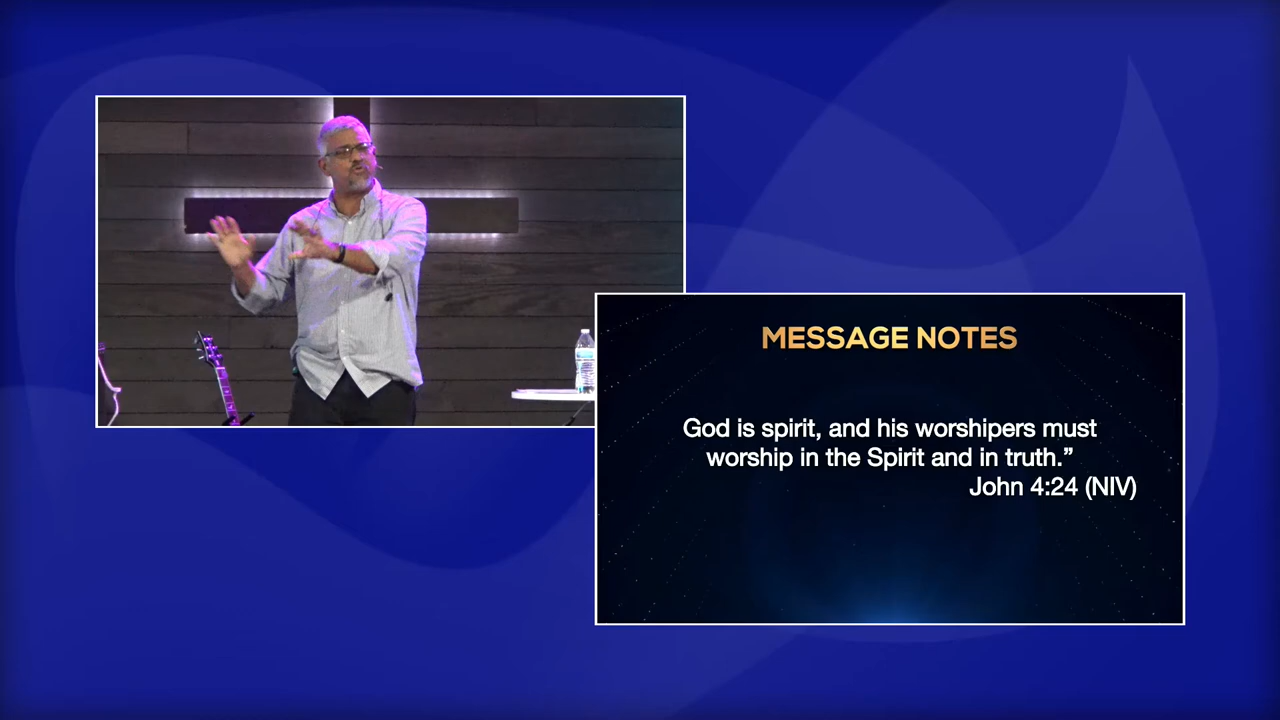 MESSAGE NOTES
God is spirit, and his worshipers must
worship in the Spirit and in truth.”
John 4:24 (NIV)